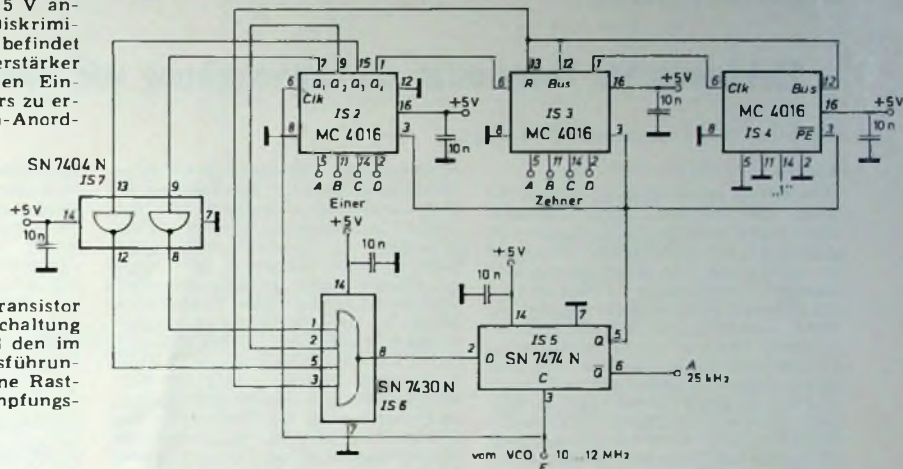 5 V an-
Diskrimi-
befindet
erstärker
en Ein-
rs zu er-
n-Anord-
ransistor
chaltung
den im
sführun-
ne Rast-
mpfungs-
7 9 15 1
Q₁ Q₂ Q₃ Q₄
6 Clk
12
IS 2
16
+5V
8
MC 4016
3
10n
5 11 14 2
A B C D
Einer
13 12 1
6 R Bus
IS 3
16
+5V
8
MC 4016
3
10n
5 11 14 2
A B C D
Zehner
6 Clk Bus 12
16
+5V
MC 4016
8
IS 4
PE 3
10n
5 11 14 2
„1"
SN 7404 N
IS 7
13 9
+5V
14
7
10n
12 8
+5V
10n
14
1
2
5
3
8
SN 7430 N
IS 6
7
+5V
10n
14 7
IS 5
Q 5
2
D
SN 7474 N
Q̅ 6
A
25 kHz
C
3
vom VCO 10 ...12 MHz
E